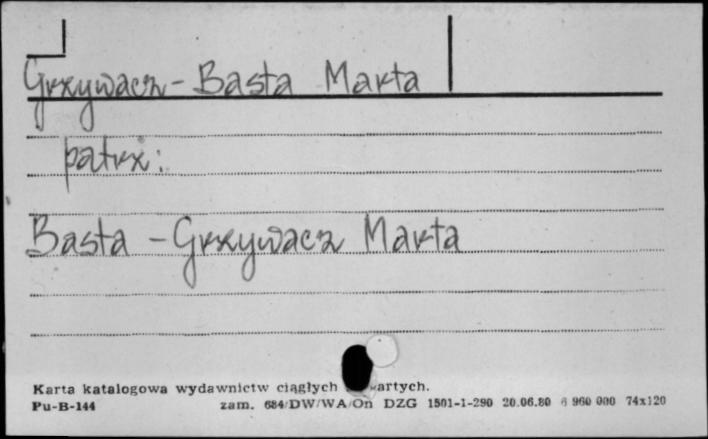 Grzywacz-Basta Marta
patrz:
Basta - Grzywacz Marta
Karta katalogowa wydawnictw ciągłych
Pu-B-144 zam. 684/DW/WA/On DZG 1501-1-290 20.06.80 6 960 000 74x120